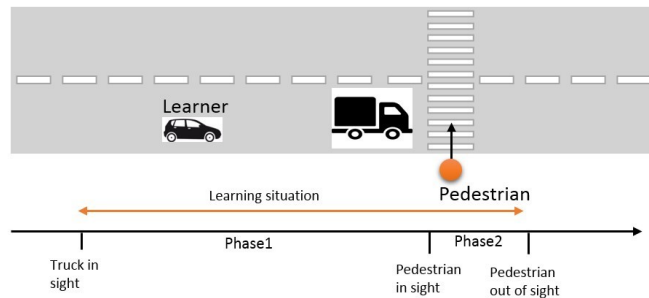 Learner
Pedestrian
Learning situation
Phase1
Phase2
Truck in
sight
Pedestrian
in sight
Pedestrian
out of sight